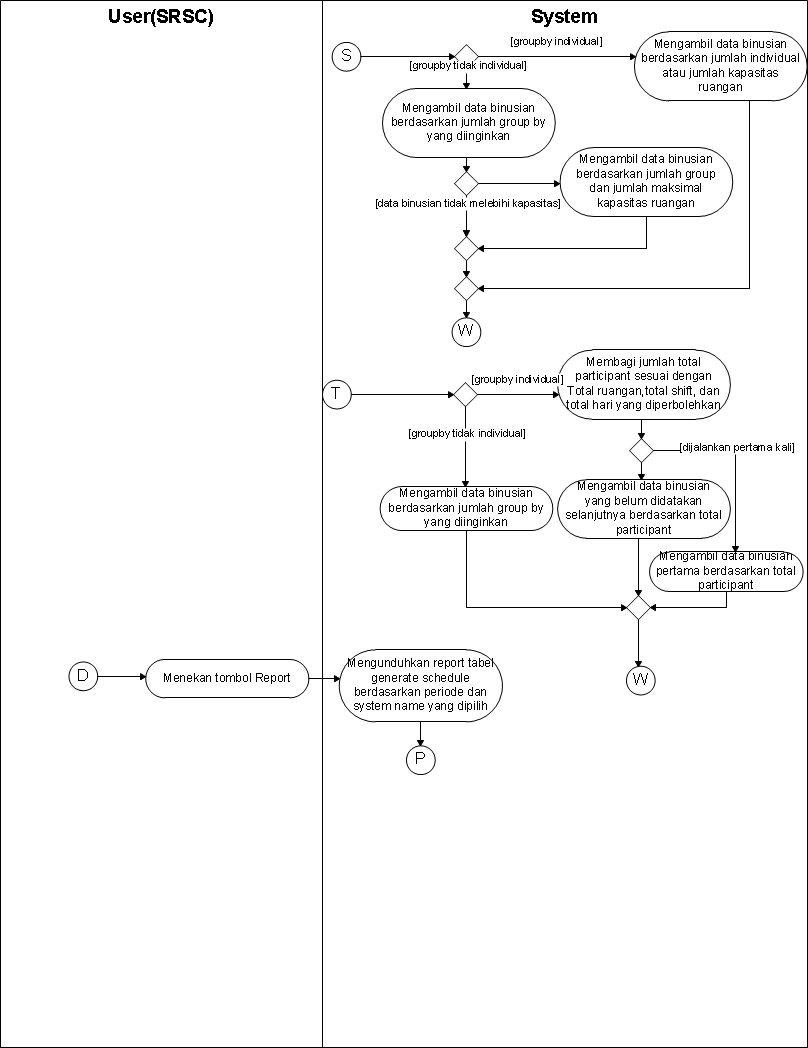 User(SRSC)
System
S
[groupby individual]
[groupby tidak individual]
Mengambil data binusian
berdasarkan jumlah individual
atau jumlah kapasitas
ruangan
Mengambil data binusian
berdasarkan jumlah group by
yang diinginkan
Mengambil data binusian
berdasarkan jumlah group
dan jumlah maksimal
kapasitas ruangan
[data binusian tidak melebihi kapasitas]
W
T
[groupby individual]
Membagi jumlah total
participant sesuai dengan
Total ruangan,total shift, dan
total hari yang diperbolehkan
[groupby tidak individual]
[dijalankan pertama kali]
Mengambil data binusian
berdasarkan jumlah group by
yang diinginkan
Mengambil data binusian
yang belum didatakan
selanjutnya berdasarkan total
participant
Mengambil data binusian
pertama berdasarkan total
participant
D
Menekan tombol Report
Mengunduhkan report tabel
generate schedule
berdasarkan periode dan
system name yang dipilih
W
P